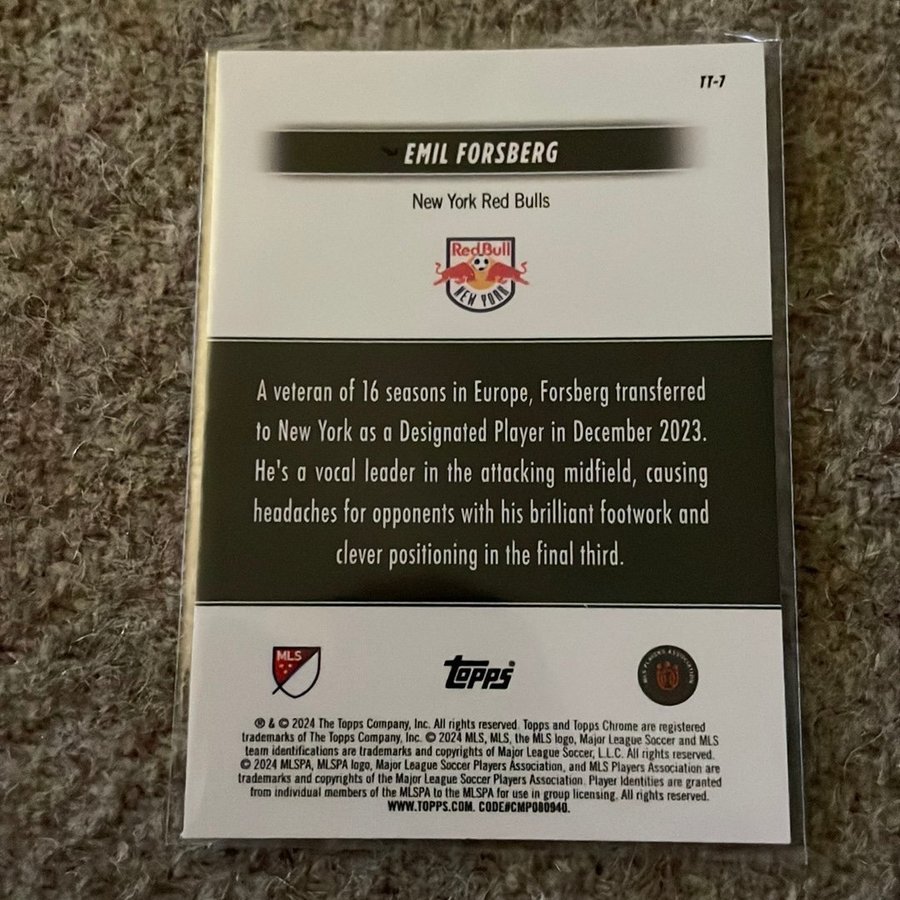 TT-7
EMIL FORSBERG
New York Red Bulls
Red Bull
NEW YORK
A veteran of 16 seasons in Europe, Forsberg transferred
to New York as a Designated Player in December 2023.
He's a vocal leader in the attacking midfield, causing
headaches for opponents with his brilliant footwork and
clever positioning in the final third.
MLS
Topps
MLS PLAYERS ASSOCIATION
® & © 2024 The Topps Company, Inc. All rights reserved. Topps and Topps Chrome are registered
trademarks of The Topps Company, Inc. © 2024 MLS, MLS, the MLS logo, Major League Soccer and MLS
team identifications are trademarks and copyrights of Major League Soccer, L.L.C. All rights reserved.
© 2024 MLSPA, MLSPA logo, Major League Soccer Players Association, and MLS Players Association are
trademarks and copyrights of the Major League Soccer Players Association. Player Identities are granted
from individual members of the MLSPA to the MLSPA for use in group licensing. All rights reserved.
WWW.TOPPS.COM. CODE#CMP080940.